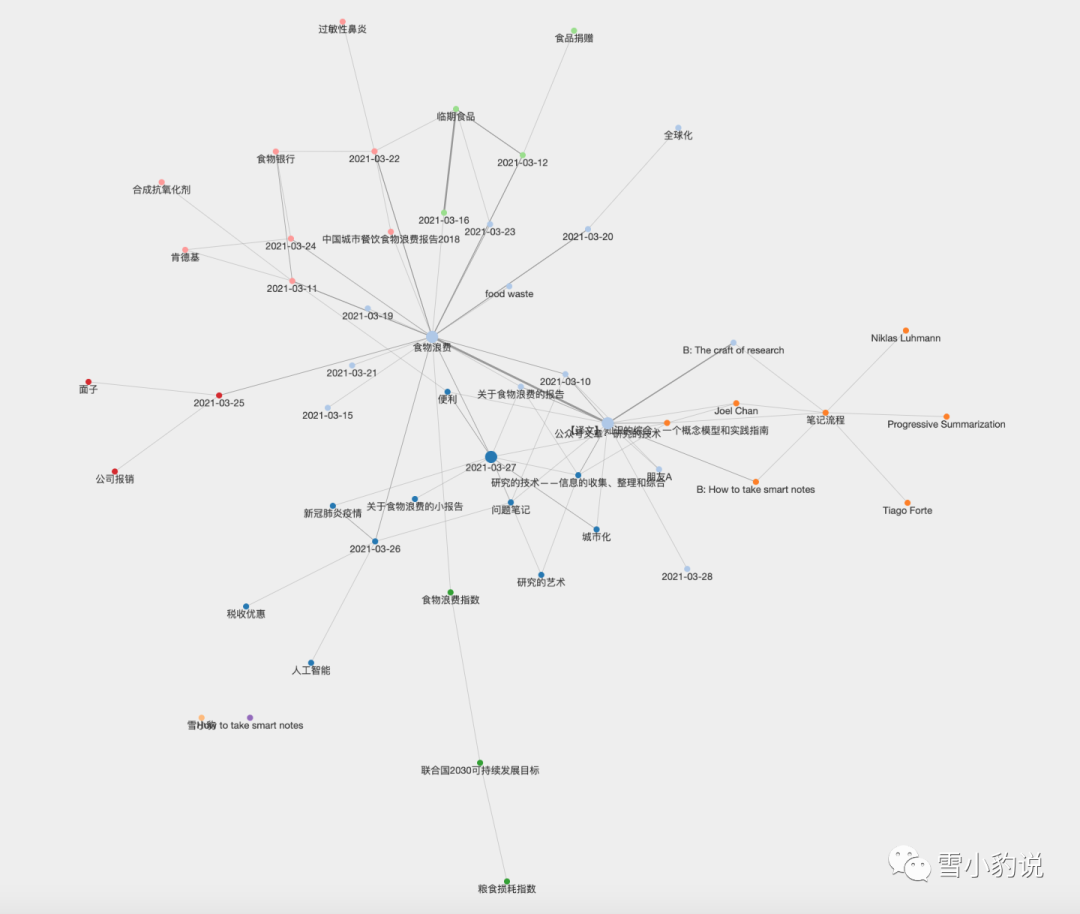 过敏性鼻炎
食品捐赠
临期食品
全球化
食物银行
2021-03-22
2021-03-12
合成抗氧化剂
2021-03-16
2021-03-23
2021-03-20
2021-03-24
中国城市餐饮食物浪费报告2018
肯德基
2021-03-11
food waste
2021-03-19
Niklas Luhmann
食物浪费
B: The craft of research
2021-03-21
2021-03-10
面子
关于食物浪费的报告
便利
2021-03-25
2021-03-15
Joel Chan
笔记流程
Progressive Summarization
【译文】知识的综合：一个概念模型和实践指南
公众号文章：研究的技术
2021-03-27
公司报销
研究的技术——信息的收集、整理和综合
朋友A
B: How to take smart notes
关于食物浪费的小报告
问题笔记
Tiago Forte
新冠肺炎疫情
城市化
2021-03-26
研究的艺术
2021-03-28
食物浪费指数
税收优惠
人工智能
雪小豹
How to take smart notes
联合国2030可持续发展目标
雪小豹说
粮食损耗指数